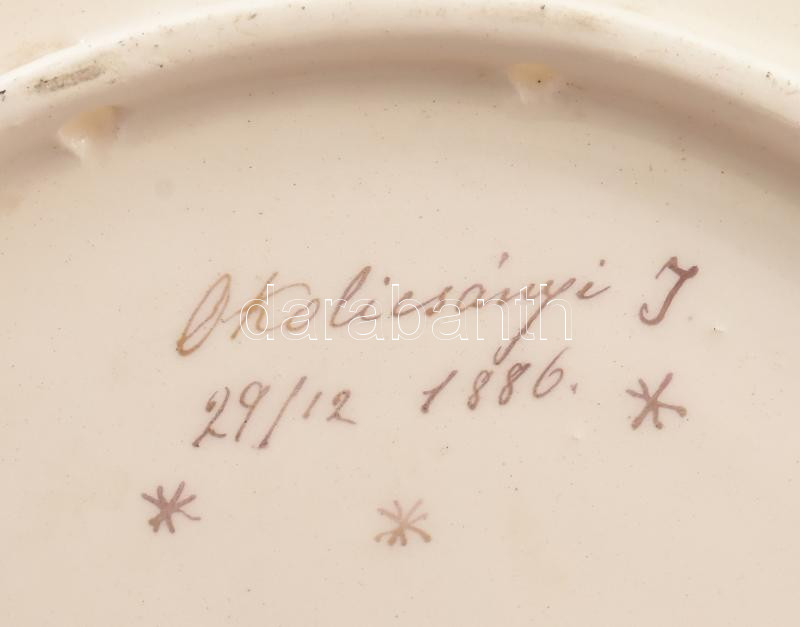 Okolicsányi J
29/12 1886.
darabanth